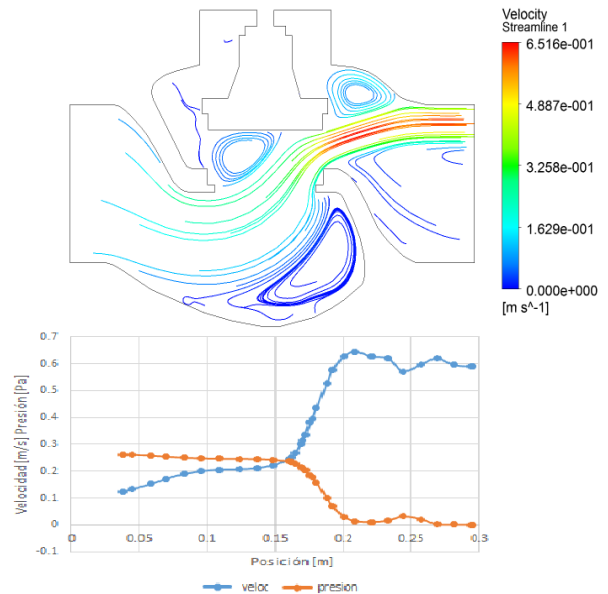 Velocity
Streamline 1
6.516e-001
4.887e-001
3.258e-001
1.629e-001
0.000e+000
[m s^-1]
0.7
0.6
0.5
0.4
0.3
0.2
0.1
0
-0.1
Velocidad [m/s] Presión [Pa]
0 0.05 0.1 0.15 0.2 0.25 0.3
Posición [m]
veloc presion